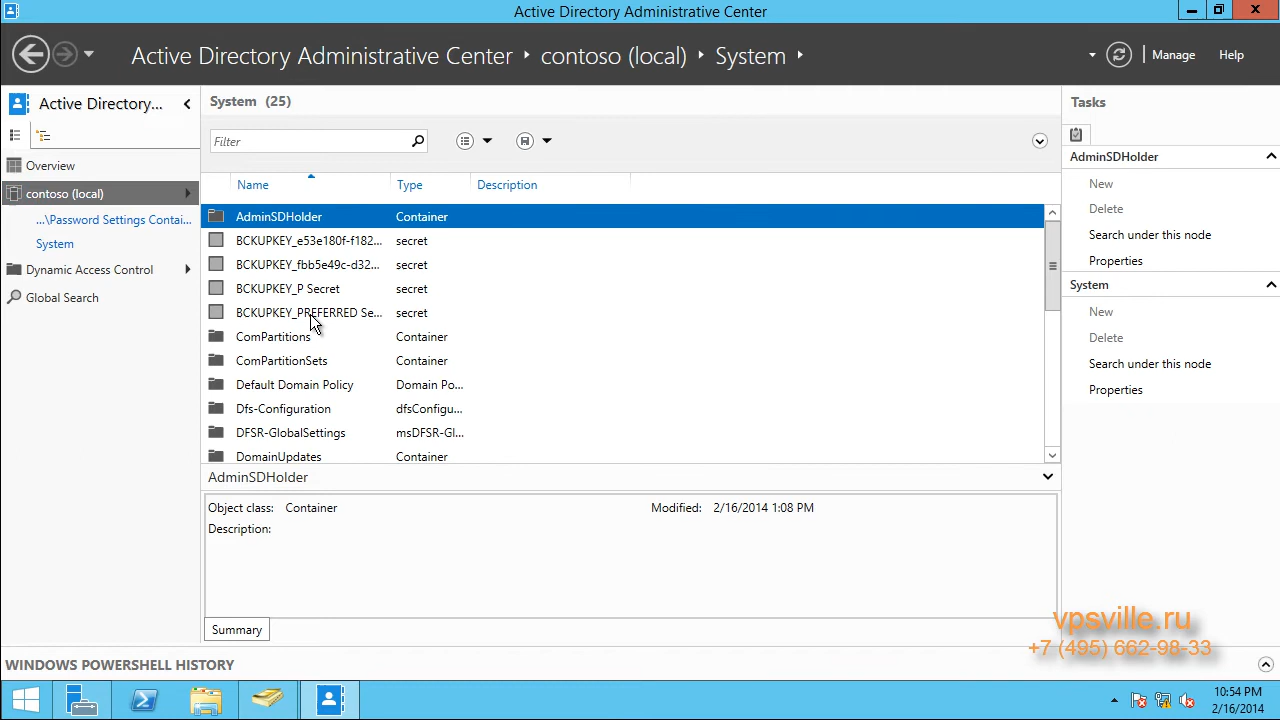 Active Directory Administrative Center
Active Directory Administrative Center
contoso (local)
System
Manage
Help
Active Directory...
Overview
contoso (local)
...\Password Settings Contai...
System
Dynamic Access Control
Global Search
System (25)
Filter
Name Type Description
AdminSDHolder Container
BCKUPKEY_e53e180f-f182... secret
BCKUPKEY_fbb5e49c-d32... secret
BCKUPKEY_P Secret secret
BCKUPKEY_PREFERRED Se... secret
ComPartitions Container
ComPartitionSets Container
Default Domain Policy Domain Po...
Dfs-Configuration dfsConfigu...
DFSR-GlobalSettings msDFSR-Gl...
DomainUpdates Container
AdminSDHolder
Object class: Container Modified: 2/16/2014 1:08 PM
Description:
Summary
Tasks
AdminSDHolder
New
Delete
Search under this node
Properties
System
New
Delete
Search under this node
Properties
vpsville.ru
+7 (495) 662-98-33
WINDOWS POWERSHELL HISTORY
10:54 PM
2/16/2014